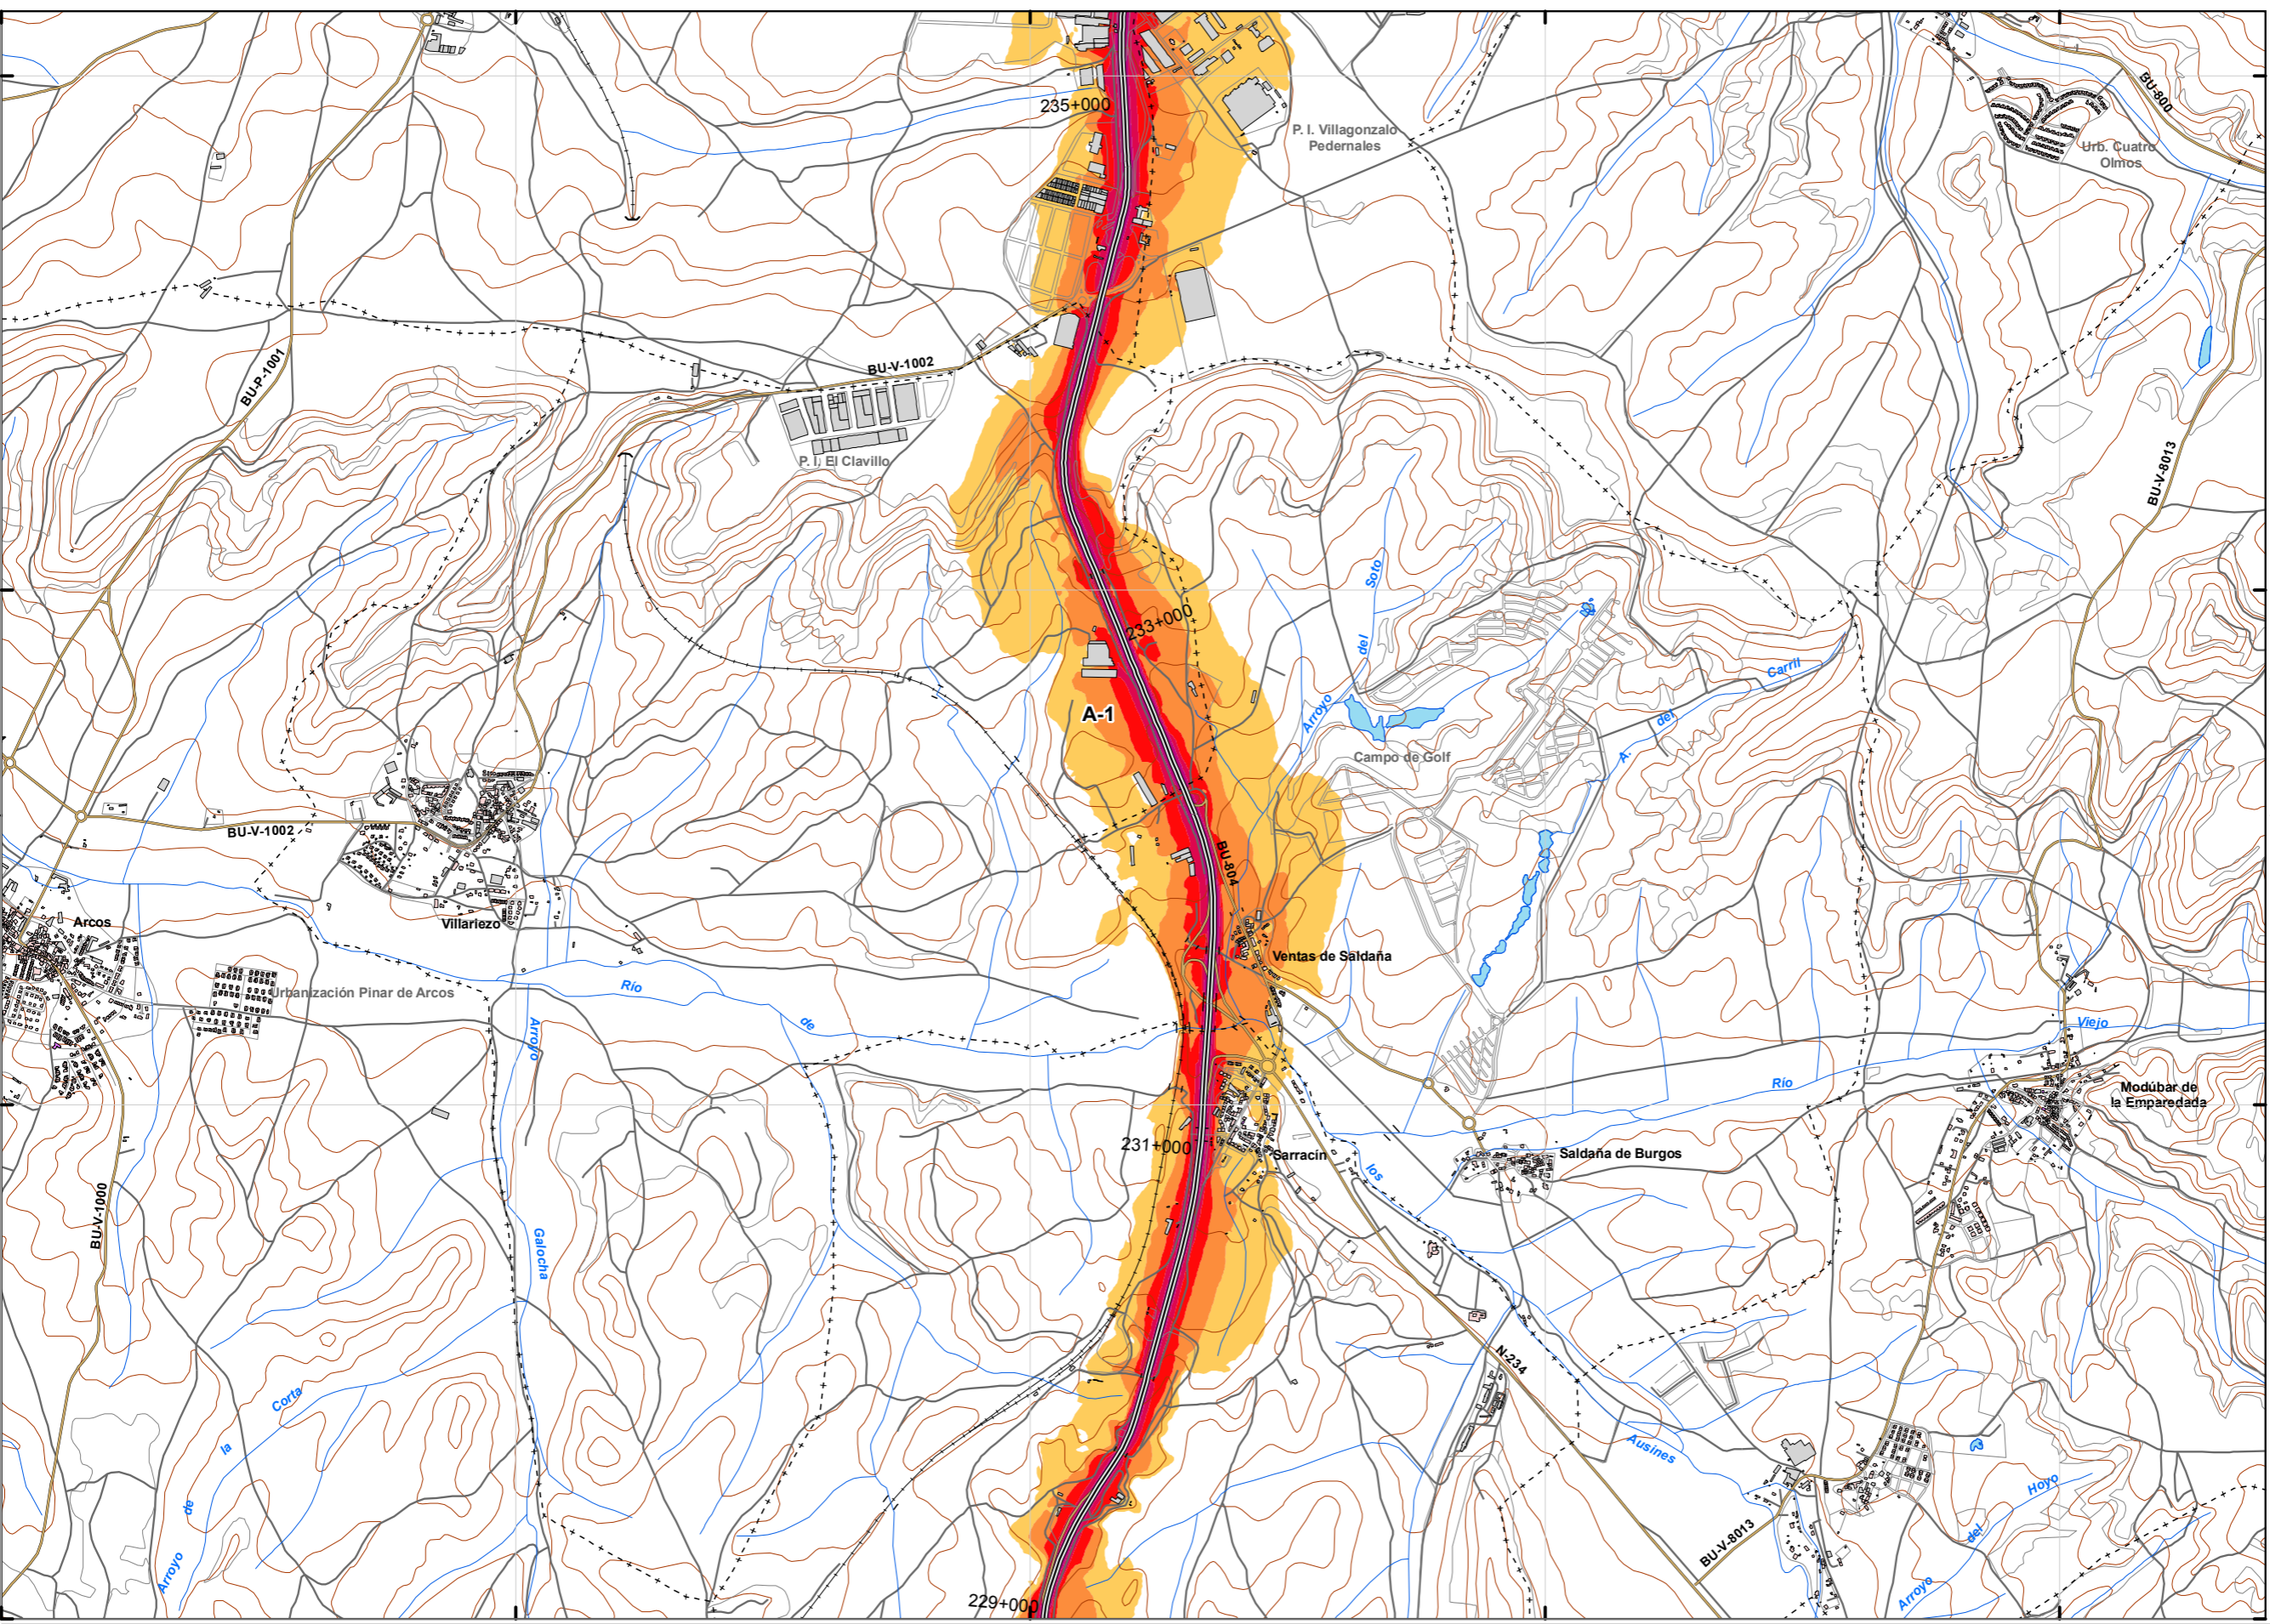 BU-800
235+000
P. I. Villagonzalo
Pedernales
Urb. Cuatro
Olmos
BU-P-1001
BU-V-1002
P. I. El Clavillo
BU-V-8013
Soto
del
Arroyo
233+000
Carril
del
A.
A-1
Campo de Golf
BU-V-1002
BU-804
Arcos
Villariezo
Ventas de Saldaña
Urbanización Pinar de Arcos
Río
de
Arroyo
Viejo
Río
Modúbar de
la Emparedada
231+000
Sarracín
Saldaña de Burgos
los
BU-V-1000
Galocha
N-234
Corta
la
de
Arroyo
Ausines
Hoyo
del
Arroyo
BU-V-8013
229+000